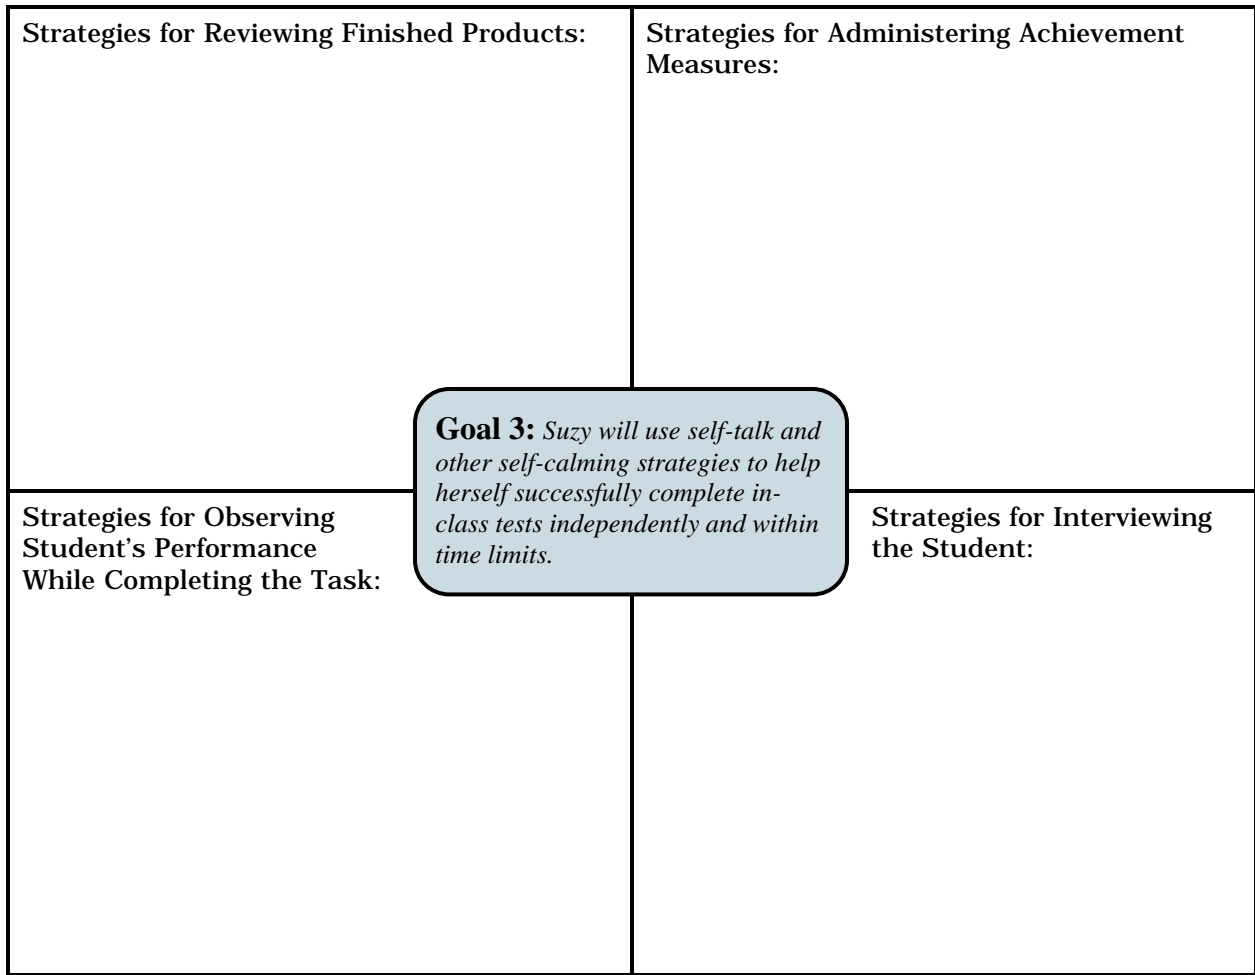 Strategies for Reviewing Finished Products:
Strategies for Administering Achievement
Measures:
Goal 3: Suzy will use self-talk and
other self-calming strategies to help
herself successfully complete in-
class tests independently and within
time limits.
Strategies for Observing
Student's Performance
While Completing the Task:
Strategies for Interviewing
the Student: